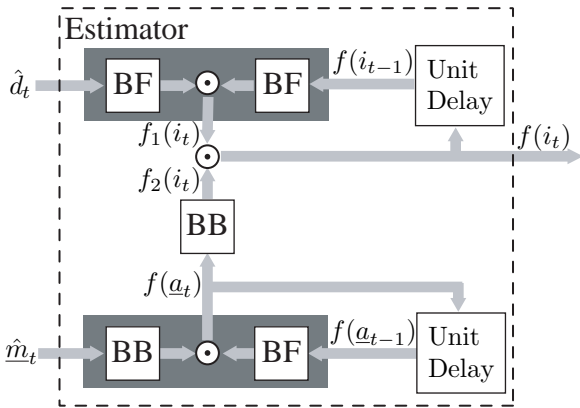 Estimator
d̂_t
BF
BF
f(i_{t−1})
Unit
Delay
f_1(i_t)
f(i_t)
f_2(i_t)
BB
f(a̲_t)
m̲̂_t
BB
BF
f(a̲_{t−1})
Unit
Delay